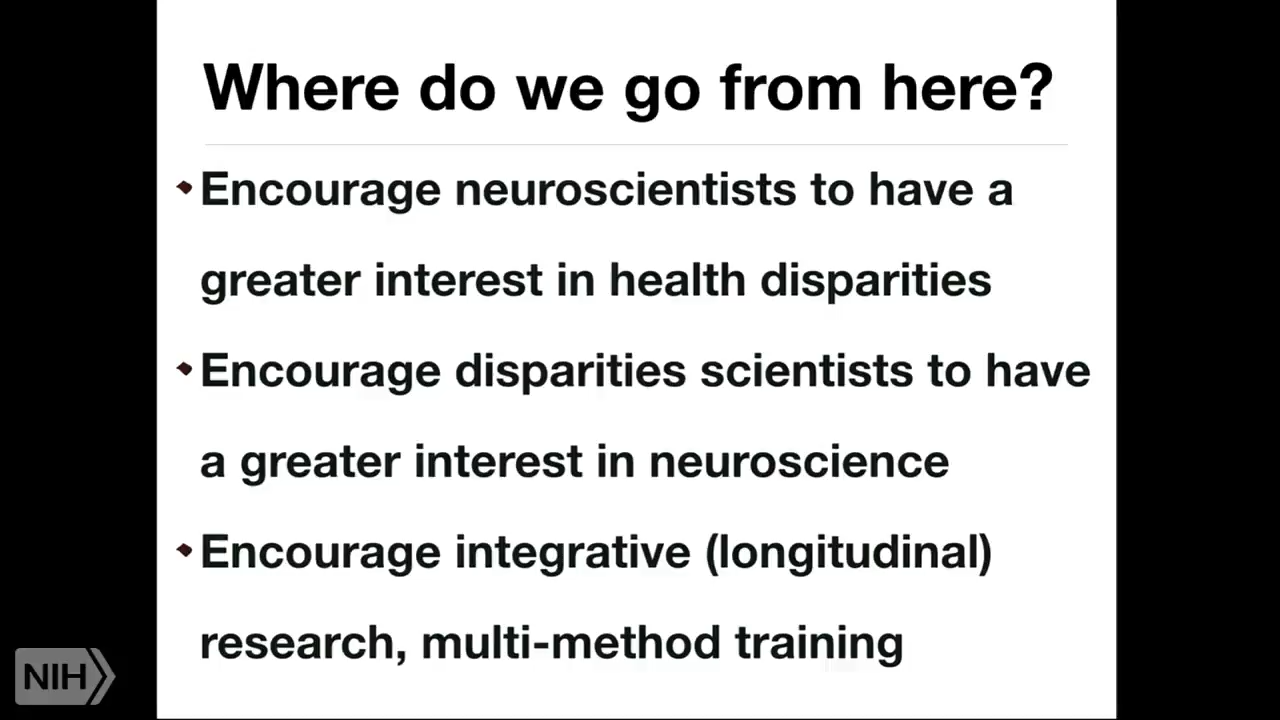 Where do we go from here?
Encourage neuroscientists to have a
greater interest in health disparities
Encourage disparities scientists to have
a greater interest in neuroscience
Encourage integrative (longitudinal)
research, multi-method training
NIH